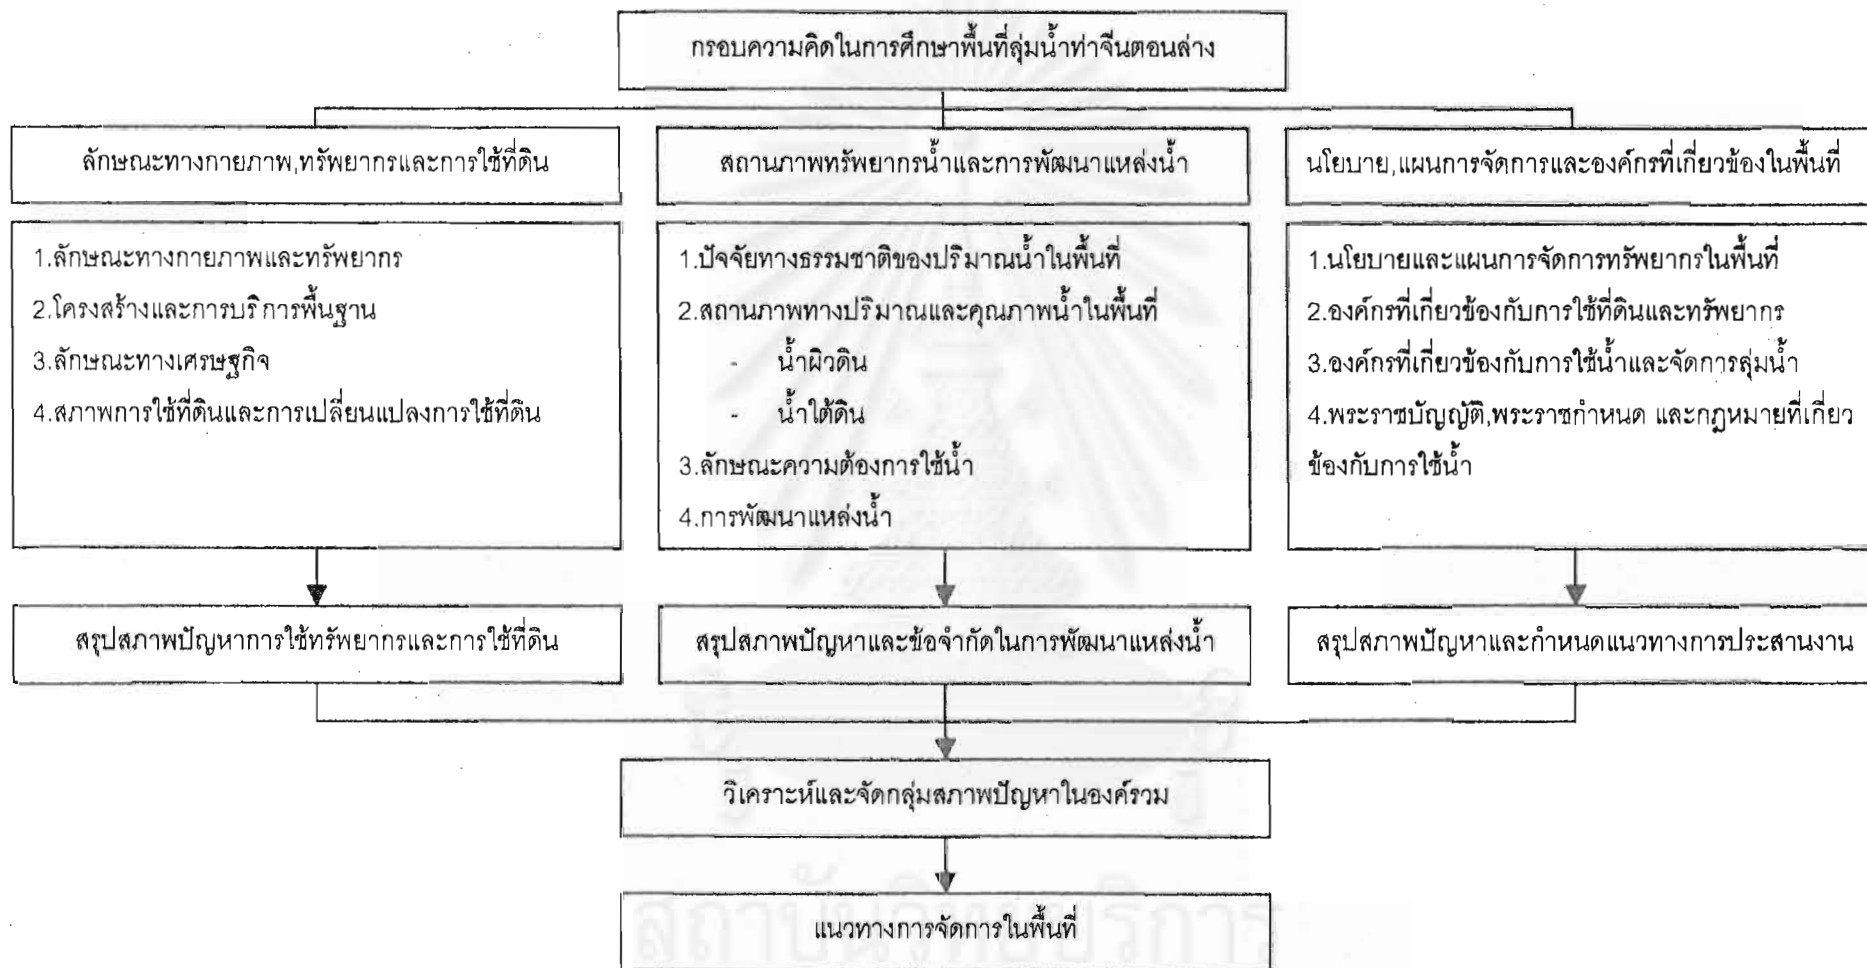 กรอบความคิดในการศึกษาพื้นที่ลุ่มน้ำท่าจีนตอนล่าง
ลักษณะทางกายภาพ,ทรัพยากรและการใช้ที่ดิน
สถานภาพทรัพยากรน้ำและการพัฒนาแหล่งน้ำ
นโยบาย,แผนการจัดการและองค์กรที่เกี่ยวข้องในพื้นที่
1.ลักษณะทางกายภาพและทรัพยากร
2.โครงสร้างและการบริการพื้นฐาน
3.ลักษณะทางเศรษฐกิจ
4.สภาพการใช้ที่ดินและการเปลี่ยนแปลงการใช้ที่ดิน
1.ปัจจัยทางธรรมชาติของปริมาณน้ำในพื้นที่
2.สถานภาพทางปริมาณและคุณภาพน้ำในพื้นที่
- น้ำผิวดิน
- น้ำใต้ดิน
3.ลักษณะความต้องการใช้น้ำ
4.การพัฒนาแหล่งน้ำ
1.นโยบายและแผนการจัดการทรัพยากรในพื้นที่
2.องค์กรที่เกี่ยวข้องกับการใช้ที่ดินและทรัพยากร
3.องค์กรที่เกี่ยวข้องกับการใช้น้ำและจัดการลุ่มน้ำ
4.พระราชบัญญัติ,พระราชกำหนด และกฎหมายที่เกี่ยว
ข้องกับการใช้น้ำ
สรุปสภาพปัญหาการใช้ทรัพยากรและการใช้ที่ดิน
สรุปสภาพปัญหาและข้อจำกัดในการพัฒนาแหล่งน้ำ
สรุปสภาพปัญหาและกำหนดแนวทางการประสานงาน
วิเคราะห์และจัดกลุ่มสภาพปัญหาในองค์รวม
แนวทางการจัดการในพื้นที่
สถาบันวิทยบริการ